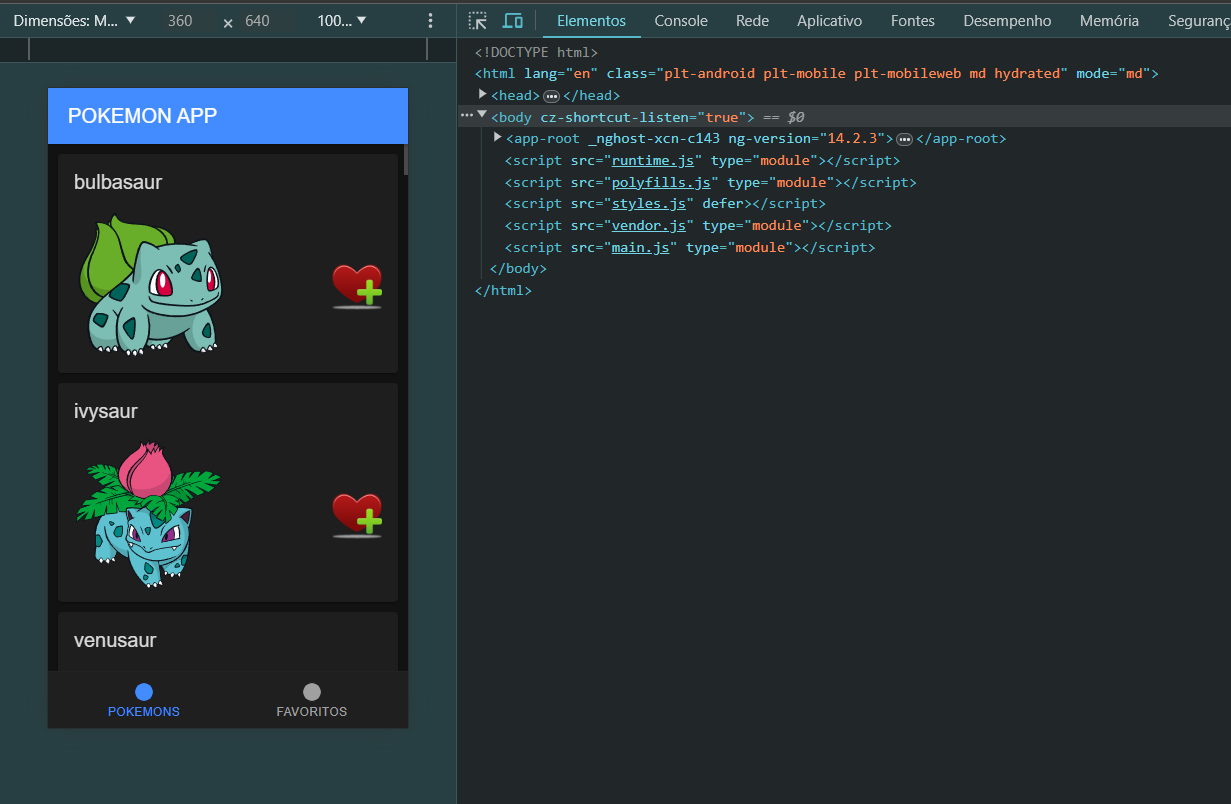 Dimensões: M... ▼ 360 × 640 100... ▼
Elementos Console Rede Aplicativo Fontes Desempenho Memória Seguranç
POKEMON APP
bulbasaur
ivysaur
venusaur
POKEMONS FAVORITOS
<!DOCTYPE html>
<html lang="en" class="plt-android plt-mobile plt-mobileweb md hydrated" mode="md">
▶<head>…</head>
…▼<body cz-shortcut-listen="true"> == $0
▶<app-root _nghost-xcn-c143 ng-version="14.2.3">…</app-root>
<script src="runtime.js" type="module"></script>
<script src="polyfills.js" type="module"></script>
<script src="styles.js" defer></script>
<script src="vendor.js" type="module"></script>
<script src="main.js" type="module"></script>
</body>
</html>